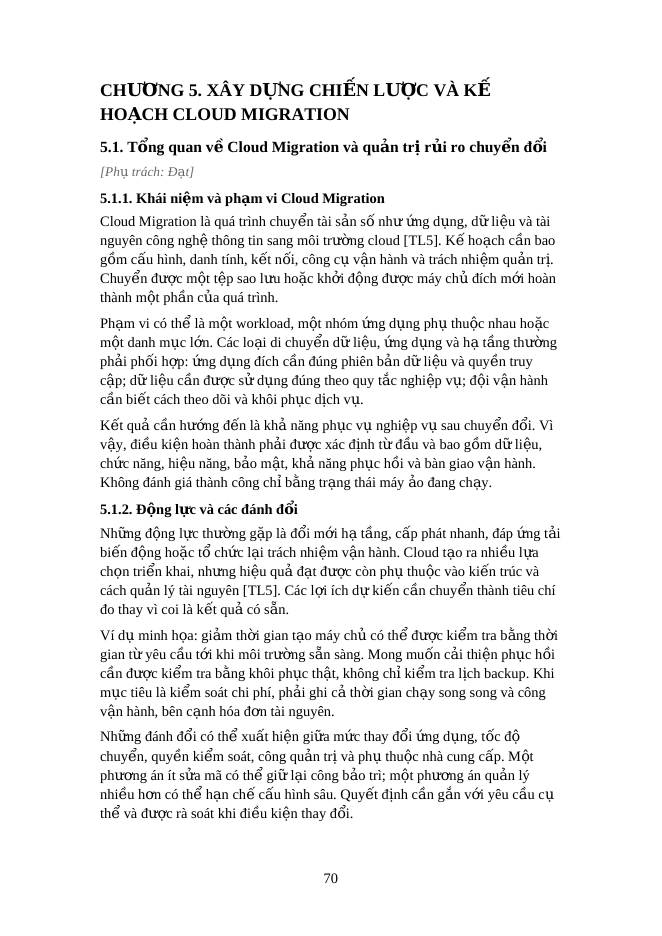 CHƯƠNG 5. XÂY DỰNG CHIẾN LƯỢC VÀ KẾ
HOẠCH CLOUD MIGRATION
5.1. Tổng quan về Cloud Migration và quản trị rủi ro chuyển đổi
[Phụ trách: Đạt]
5.1.1. Khái niệm và phạm vi Cloud Migration
Cloud Migration là quá trình chuyển tài sản số như ứng dụng, dữ liệu và tài
nguyên công nghệ thông tin sang môi trường cloud [TL5]. Kế hoạch cần bao
gồm cấu hình, danh tính, kết nối, công cụ vận hành và trách nhiệm quản trị.
Chuyển được một tệp sao lưu hoặc khởi động được máy chủ đích mới hoàn
thành một phần của quá trình.
Phạm vi có thể là một workload, một nhóm ứng dụng phụ thuộc nhau hoặc
một danh mục lớn. Các loại di chuyển dữ liệu, ứng dụng và hạ tầng thường
phải phối hợp: ứng dụng đích cần đúng phiên bản dữ liệu và quyền truy
cập; dữ liệu cần được sử dụng đúng theo quy tắc nghiệp vụ; đội vận hành
cần biết cách theo dõi và khôi phục dịch vụ.
Kết quả cần hướng đến là khả năng phục vụ nghiệp vụ sau chuyển đổi. Vì
vậy, điều kiện hoàn thành phải được xác định từ đầu và bao gồm dữ liệu,
chức năng, hiệu năng, bảo mật, khả năng phục hồi và bàn giao vận hành.
Không đánh giá thành công chỉ bằng trạng thái máy ảo đang chạy.
5.1.2. Động lực và các đánh đổi
Những động lực thường gặp là đổi mới hạ tầng, cấp phát nhanh, đáp ứng tải
biến động hoặc tổ chức lại trách nhiệm vận hành. Cloud tạo ra nhiều lựa
chọn triển khai, nhưng hiệu quả đạt được còn phụ thuộc vào kiến trúc và
cách quản lý tài nguyên [TL5]. Các lợi ích dự kiến cần chuyển thành tiêu chí
đo thay vì coi là kết quả có sẵn.
Ví dụ minh họa: giảm thời gian tạo máy chủ có thể được kiểm tra bằng thời
gian từ yêu cầu tới khi môi trường sẵn sàng. Mong muốn cải thiện phục hồi
cần được kiểm tra bằng khôi phục thật, không chỉ kiểm tra lịch backup. Khi
mục tiêu là kiểm soát chi phí, phải ghi cả thời gian chạy song song và công
vận hành, bên cạnh hóa đơn tài nguyên.
Những đánh đổi có thể xuất hiện giữa mức thay đổi ứng dụng, tốc độ
chuyển, quyền kiểm soát, công quản trị và phụ thuộc nhà cung cấp. Một
phương án ít sửa mã có thể giữ lại công bảo trì; một phương án quản lý
nhiều hơn có thể hạn chế cấu hình sâu. Quyết định cần gắn với yêu cầu cụ
thể và được rà soát khi điều kiện thay đổi.
70